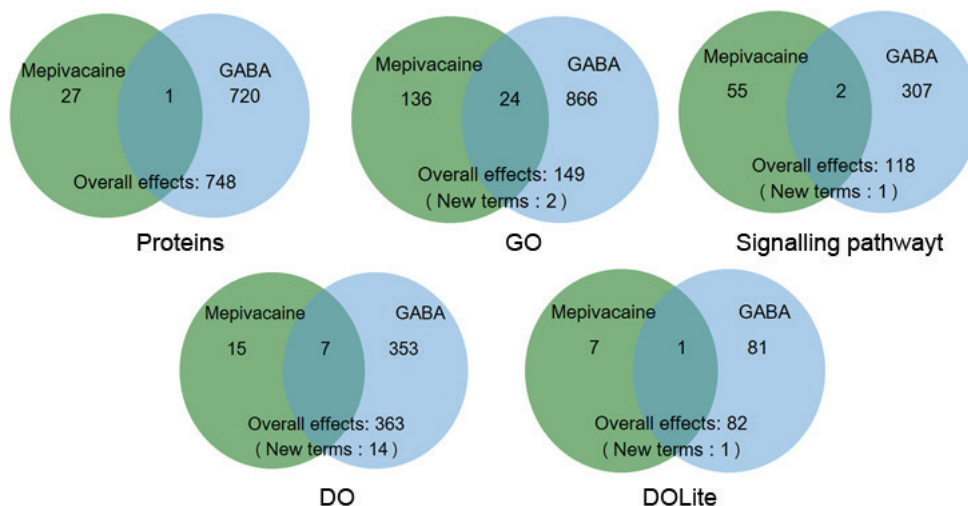 Mepivacaine GABA
27 1 720
Overall effects: 748
Proteins
Mepivacaine GABA
136 24 866
Overall effects: 149
( New terms : 2 )
GO
Mepivacaine GABA
55 2 307
Overall effects: 118
( New terms : 1 )
Signalling pathwayt
Mepivacaine GABA
15 7 353
Overall effects: 363
( New terms : 14 )
DO
Mepivacaine GABA
7 1 81
Overall effects: 82
( New terms : 1 )
DOLite